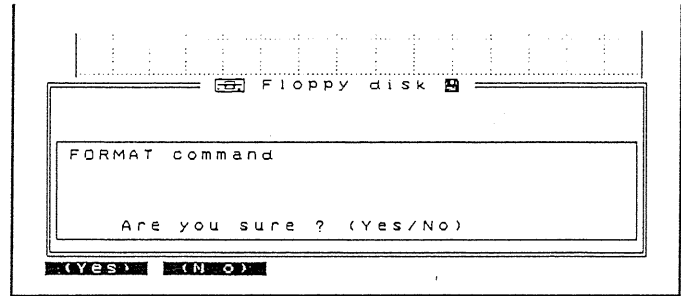 Floppy disk
FORMAT command
Are you sure ? (Yes/No)
(Yes) (No)